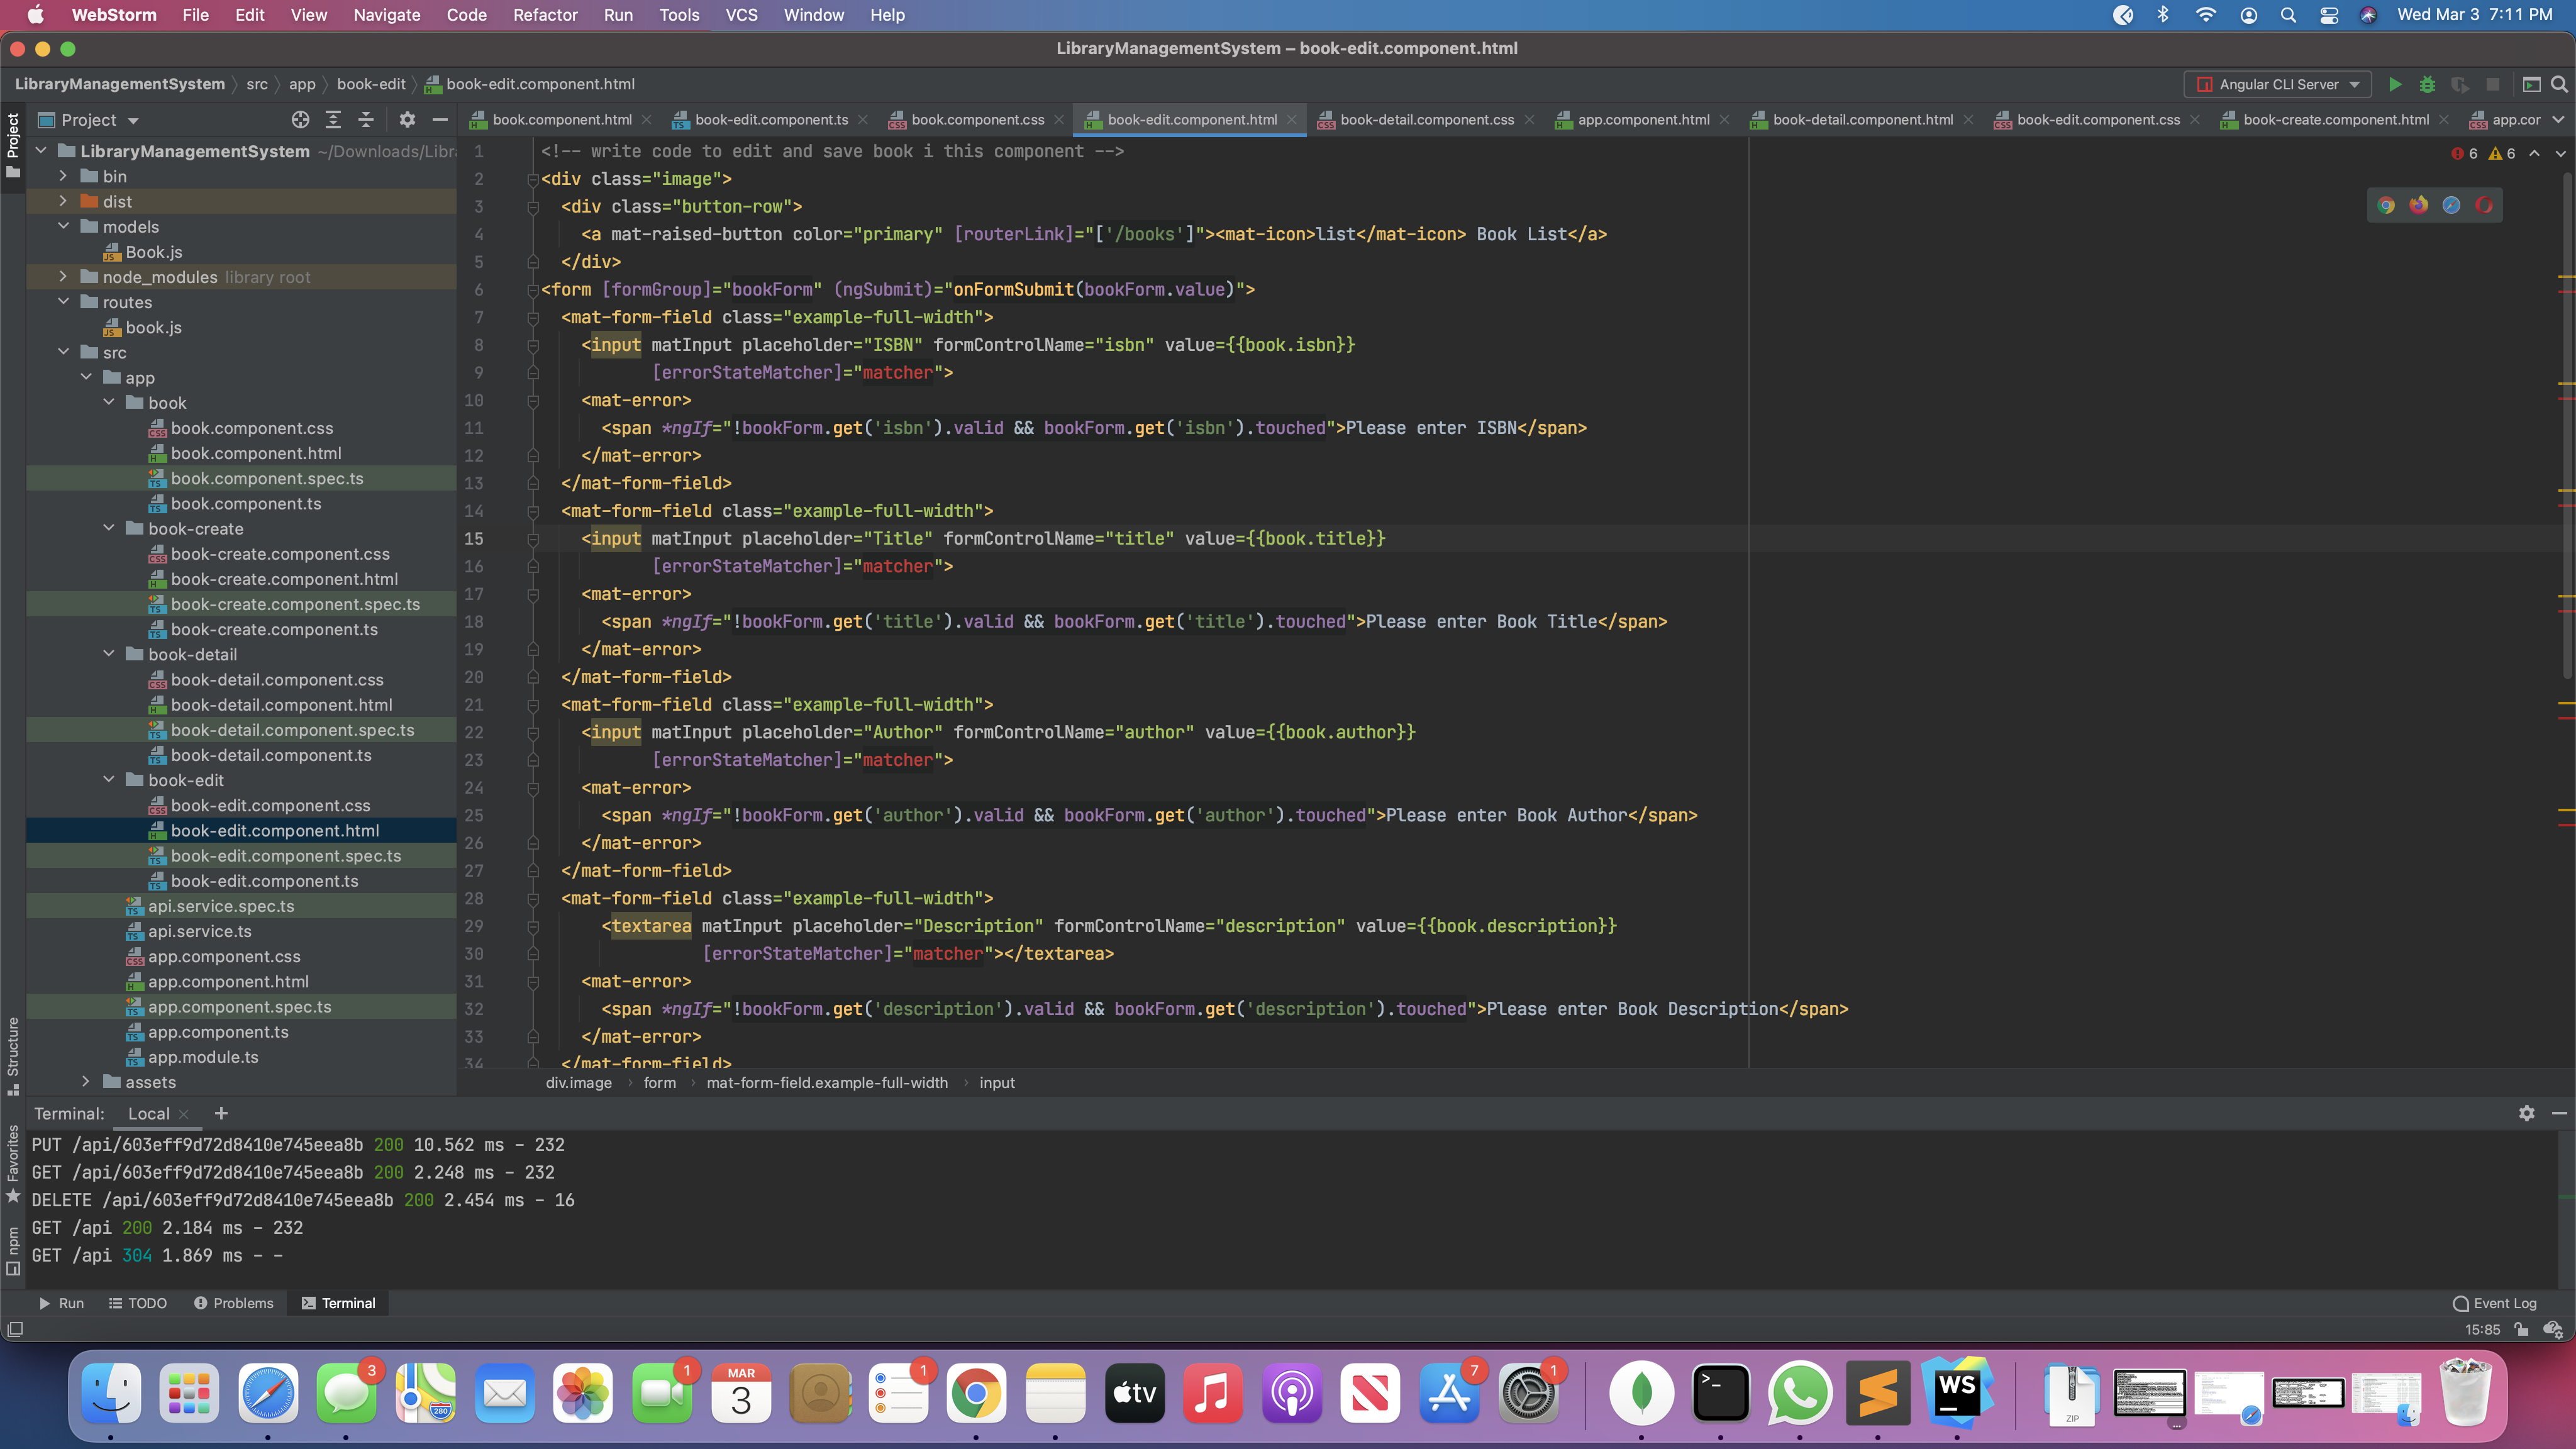 WebStorm File Edit View Navigate Code Refactor Run Tools VCS Window Help Wed Mar 3 7:11 PM
LibraryManagementSystem – book-edit.component.html
LibraryManagementSystem src app book-edit book-edit.component.html Angular CLI Server
Project book.component.html book-edit.component.ts book.component.css book-edit.component.html book-detail.component.css app.component.html book-detail.component.html book-edit.component.css book-create.component.html app.cor
Project
LibraryManagementSystem ~/Downloads/Libr
bin
dist
models
Book.js
node_modules library root
routes
book.js
src
app
book
book.component.css
book.component.html
book.component.spec.ts
book.component.ts
book-create
book-create.component.css
book-create.component.html
book-create.component.spec.ts
book-create.component.ts
book-detail
book-detail.component.css
book-detail.component.html
book-detail.component.spec.ts
book-detail.component.ts
book-edit
book-edit.component.css
book-edit.component.html
book-edit.component.spec.ts
book-edit.component.ts
api.service.spec.ts
api.service.ts
app.component.css
app.component.html
app.component.spec.ts
app.component.ts
app.module.ts
assets
6 6
1 <!-- write code to edit and save book i this component -->
2 <div class="image">
3 <div class="button-row">
4 <a mat-raised-button color="primary" [routerLink]="['/books']"><mat-icon>list</mat-icon> Book List</a>
5 </div>
6 <form [formGroup]="bookForm" (ngSubmit)="onFormSubmit(bookForm.value)">
7 <mat-form-field class="example-full-width">
8 <input matInput placeholder="ISBN" formControlName="isbn" value={{book.isbn}}
9 [errorStateMatcher]="matcher">
10 <mat-error>
11 <span *ngIf="!bookForm.get('isbn').valid && bookForm.get('isbn').touched">Please enter ISBN</span>
12 </mat-error>
13 </mat-form-field>
14 <mat-form-field class="example-full-width">
15 <input matInput placeholder="Title" formControlName="title" value={{book.title}}
16 [errorStateMatcher]="matcher">
17 <mat-error>
18 <span *ngIf="!bookForm.get('title').valid && bookForm.get('title').touched">Please enter Book Title</span>
19 </mat-error>
20 </mat-form-field>
21 <mat-form-field class="example-full-width">
22 <input matInput placeholder="Author" formControlName="author" value={{book.author}}
23 [errorStateMatcher]="matcher">
24 <mat-error>
25 <span *ngIf="!bookForm.get('author').valid && bookForm.get('author').touched">Please enter Book Author</span>
26 </mat-error>
27 </mat-form-field>
28 <mat-form-field class="example-full-width">
29 <textarea matInput placeholder="Description" formControlName="description" value={{book.description}}
30 [errorStateMatcher]="matcher"></textarea>
31 <mat-error>
32 <span *ngIf="!bookForm.get('description').valid && bookForm.get('description').touched">Please enter Book Description</span>
33 </mat-error>
34 </mat-form-field>
div.image form mat-form-field.example-full-width input
Structure
Favorites
npm
Terminal: Local
PUT /api/603eff9d72d8410e745eea8b 200 10.562 ms - 232
GET /api/603eff9d72d8410e745eea8b 200 2.248 ms - 232
DELETE /api/603eff9d72d8410e745eea8b 200 2.454 ms - 16
GET /api 200 2.184 ms - 232
GET /api 304 1.869 ms - -
Run TODO Problems Terminal Event Log
15:85
3 280 1 MAR 3 1 tv 7 1 WS ZIP